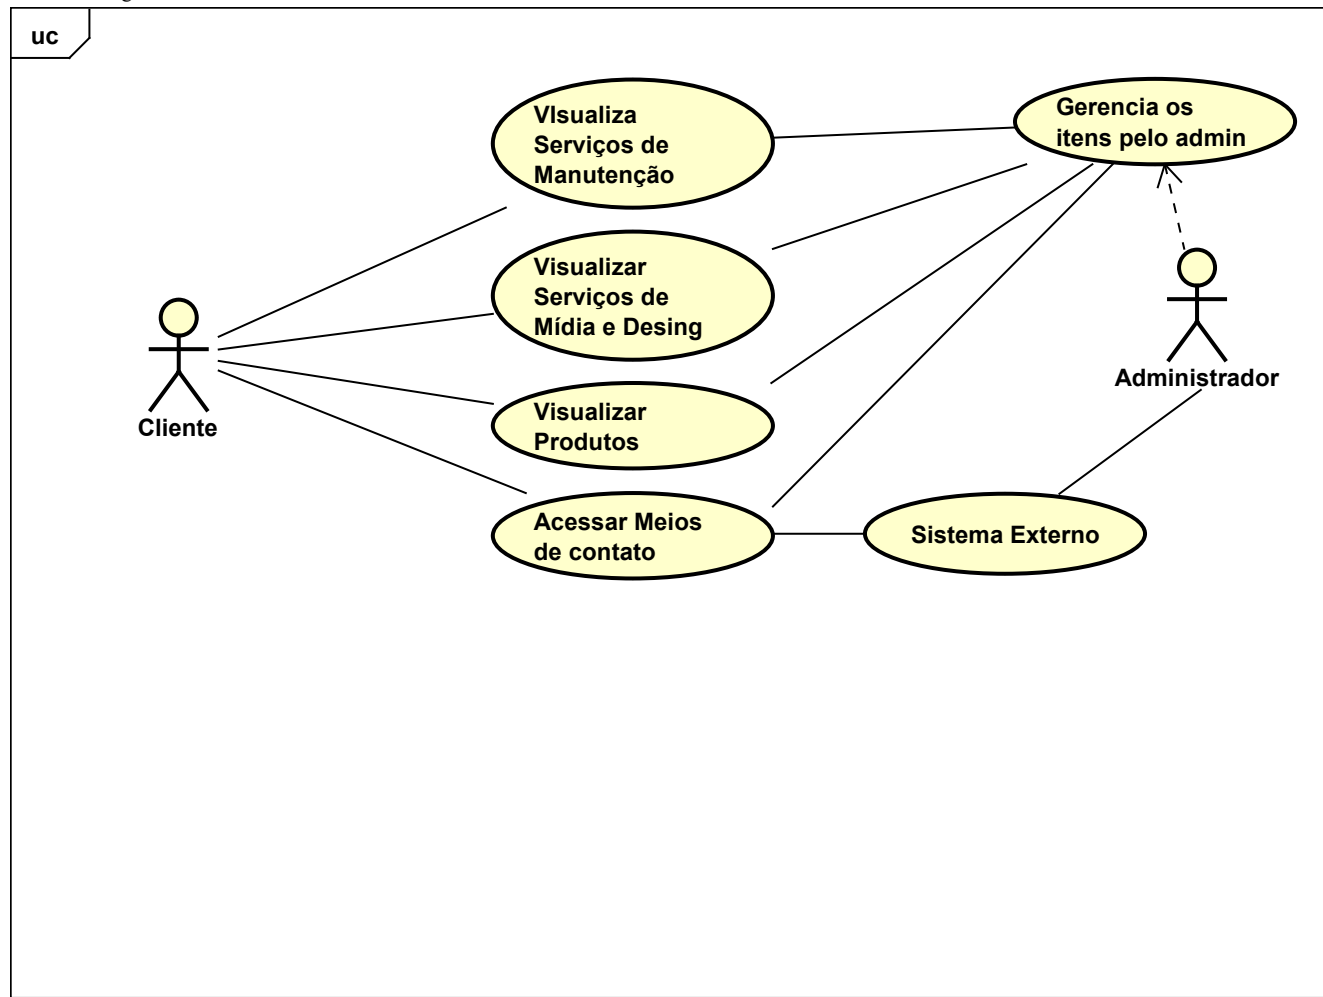 uc
VIsualiza
Serviços de
Manutenção
Gerencia os
itens pelo admin
Visualizar
Serviços de
Mídia e Desing
Administrador
Cliente
Visualizar
Produtos
Acessar Meios
de contato
Sistema Externo